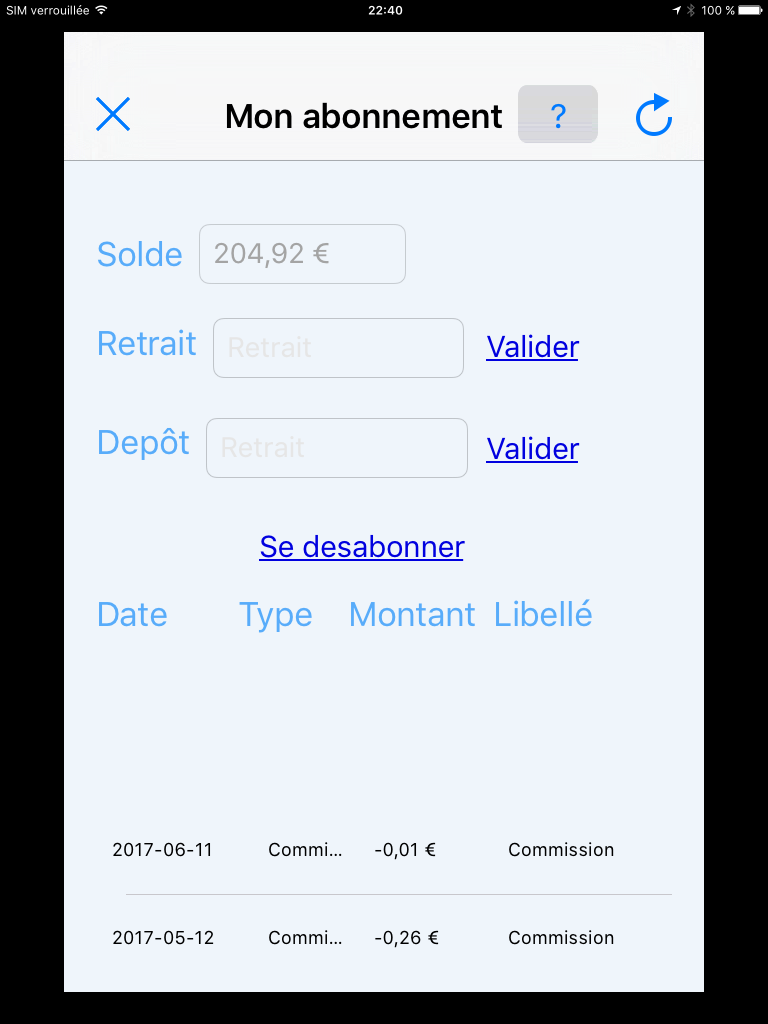 SIM verrouillée 22:40 100 %
Mon abonnement ?
Solde 204,92 €
Retrait Retrait Valider
Depôt Retrait Valider
Se desabonner
Date Type Montant Libellé
2017-06-11 Commi... -0,01 € Commission
2017-05-12 Commi... -0,26 € Commission